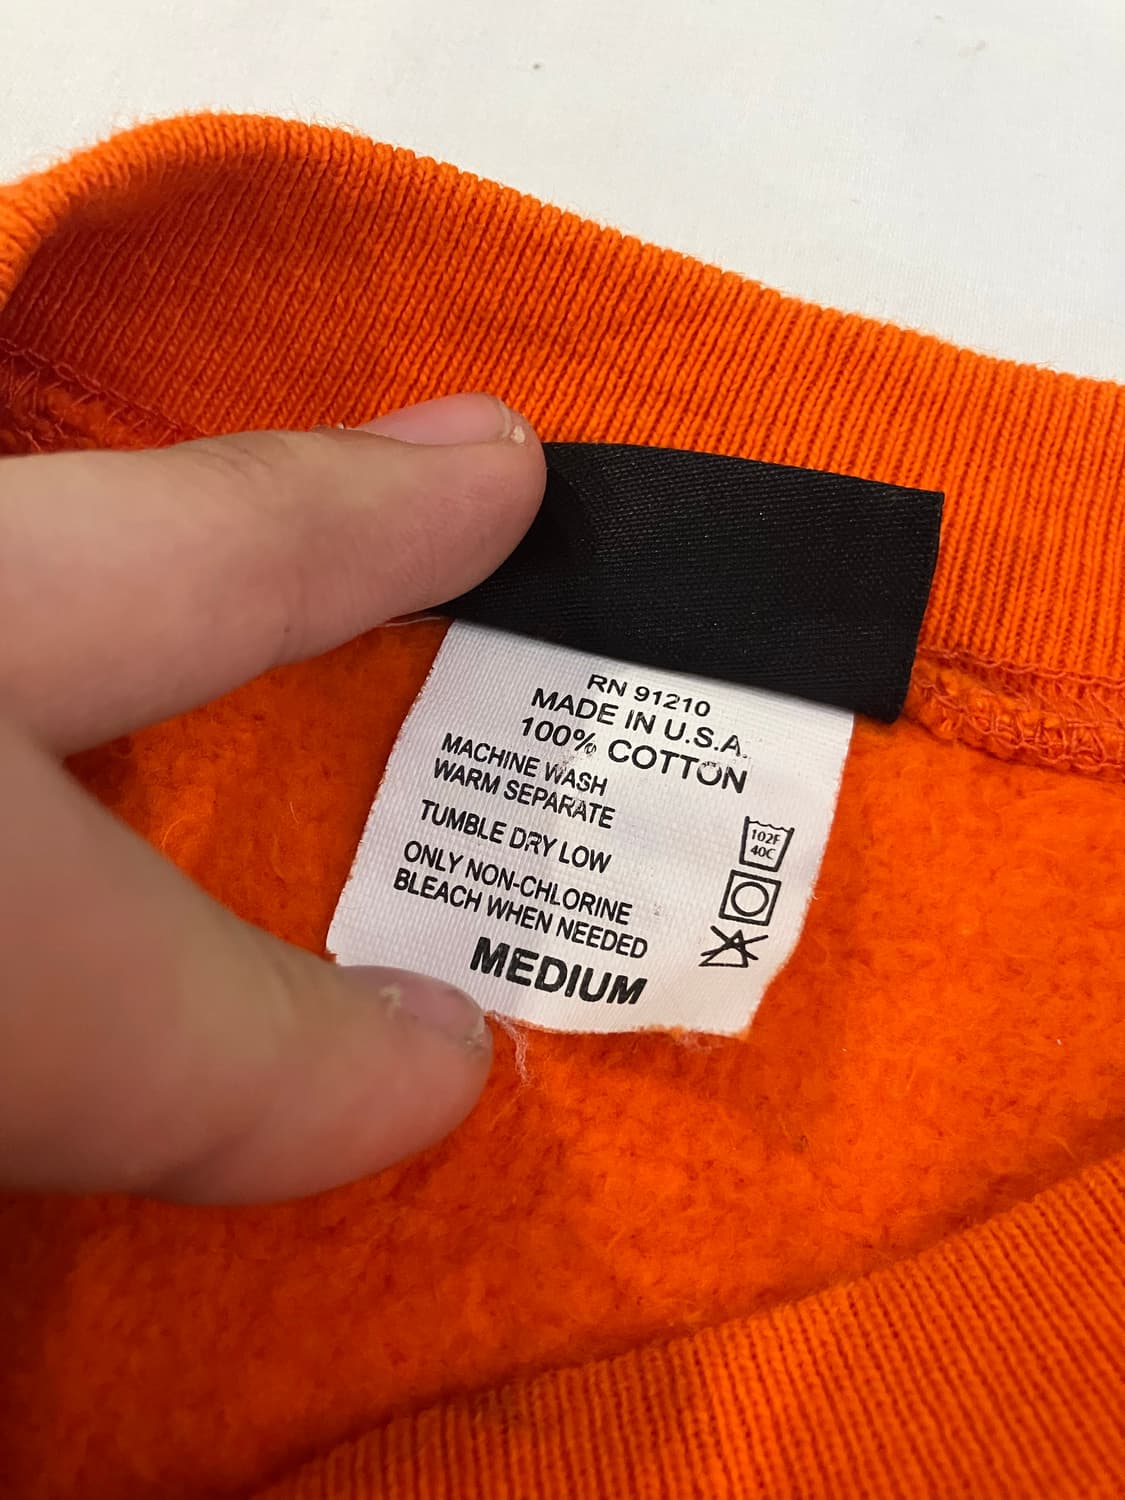 RN 91210
MADE IN U.S.A.
100% COTTON
MACHINE WASH
WARM SEPARATE
TUMBLE DRY LOW
ONLY NON-CHLORINE
BLEACH WHEN NEEDED
MEDIUM
102F
40C